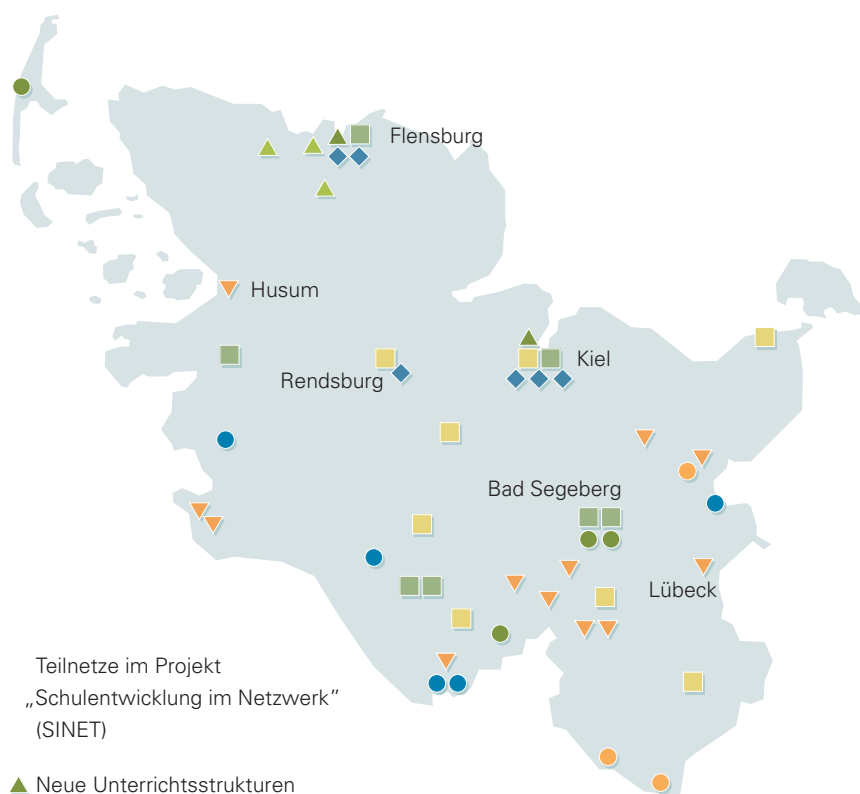 Flensburg
Husum
Kiel
Rendsburg
Bad Segeberg
Lübeck
Teilnetze im Projekt
„Schulentwicklung im Netzwerk”
(SINET)
Neue Unterrichtsstrukturen